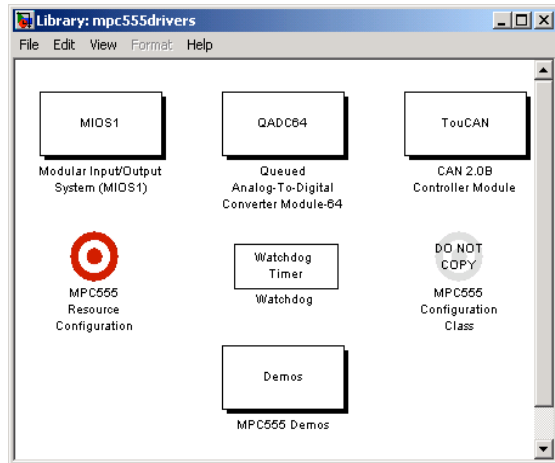 Library: mpc555drivers
File Edit View Format Help
MIOS1
Modular Input/Output
System (MIOS1)
QADC64
Queued
Analog-To-Digital
Converter Module-64
TouCAN
CAN 2.0B
Controller Module
MPC555
Resource
Configuration
Watchdog
Timer
Watchdog
DO NOT
COPY
MPC555
Configuration
Class
Demos
MPC555 Demos